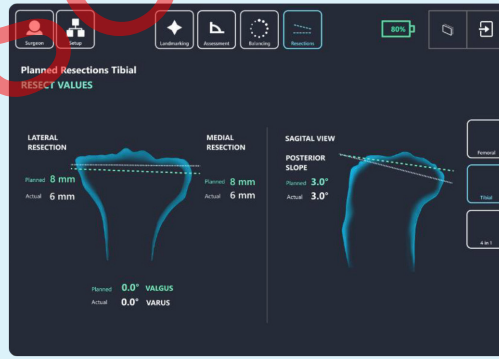 Surgeon
Setup
Landmarking
Assessment
Balancing
Resections
80%
Planned Resections Tibial
RESECT VALUES
LATERAL
RESECTION
Planned 8 mm
Actual 6 mm
MEDIAL
RESECTION
Planned 8 mm
Actual 6 mm
Planned 0.0° VALGUS
Actual 0.0° VARUS
SAGITAL VIEW
POSTERIOR
SLOPE
Planned 3.0°
Actual 3.0°
Femoral
Tibial
4 in 1